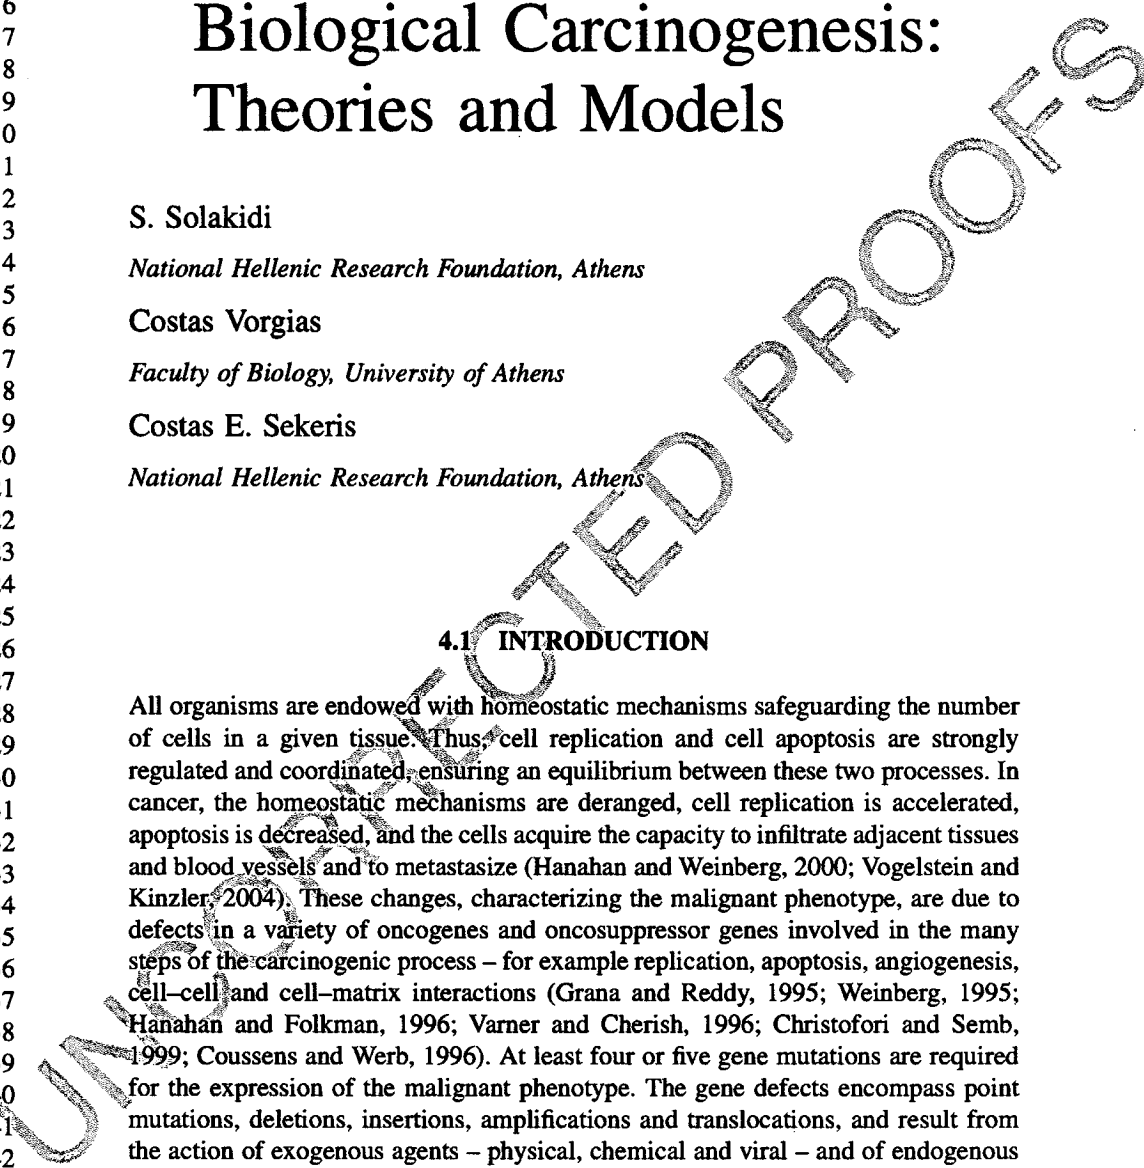 Biological Carcinogenesis:
Theories and Models
S. Solakidi
National Hellenic Research Foundation, Athens
Costas Vorgias
Faculty of Biology, University of Athens
Costas E. Sekeris
National Hellenic Research Foundation, Athens
4.1 INTRODUCTION
All organisms are endowed with homeostatic mechanisms safeguarding the number
of cells in a given tissue. Thus, cell replication and cell apoptosis are strongly
regulated and coordinated, ensuring an equilibrium between these two processes. In
cancer, the homeostatic mechanisms are deranged, cell replication is accelerated,
apoptosis is decreased, and the cells acquire the capacity to infiltrate adjacent tissues
and blood vessels and to metastasize (Hanahan and Weinberg, 2000; Vogelstein and
Kinzler, 2004). These changes, characterizing the malignant phenotype, are due to
defects in a variety of oncogenes and oncosuppressor genes involved in the many
steps of the carcinogenic process – for example replication, apoptosis, angiogenesis,
cell–cell and cell–matrix interactions (Grana and Reddy, 1995; Weinberg, 1995;
Hanahan and Folkman, 1996; Varner and Cherish, 1996; Christofori and Semb,
1999; Coussens and Werb, 1996). At least four or five gene mutations are required
for the expression of the malignant phenotype. The gene defects encompass point
mutations, deletions, insertions, amplifications and translocations, and result from
the action of exogenous agents – physical, chemical and viral – and of endogenous
UNCORRECTED PROOFS